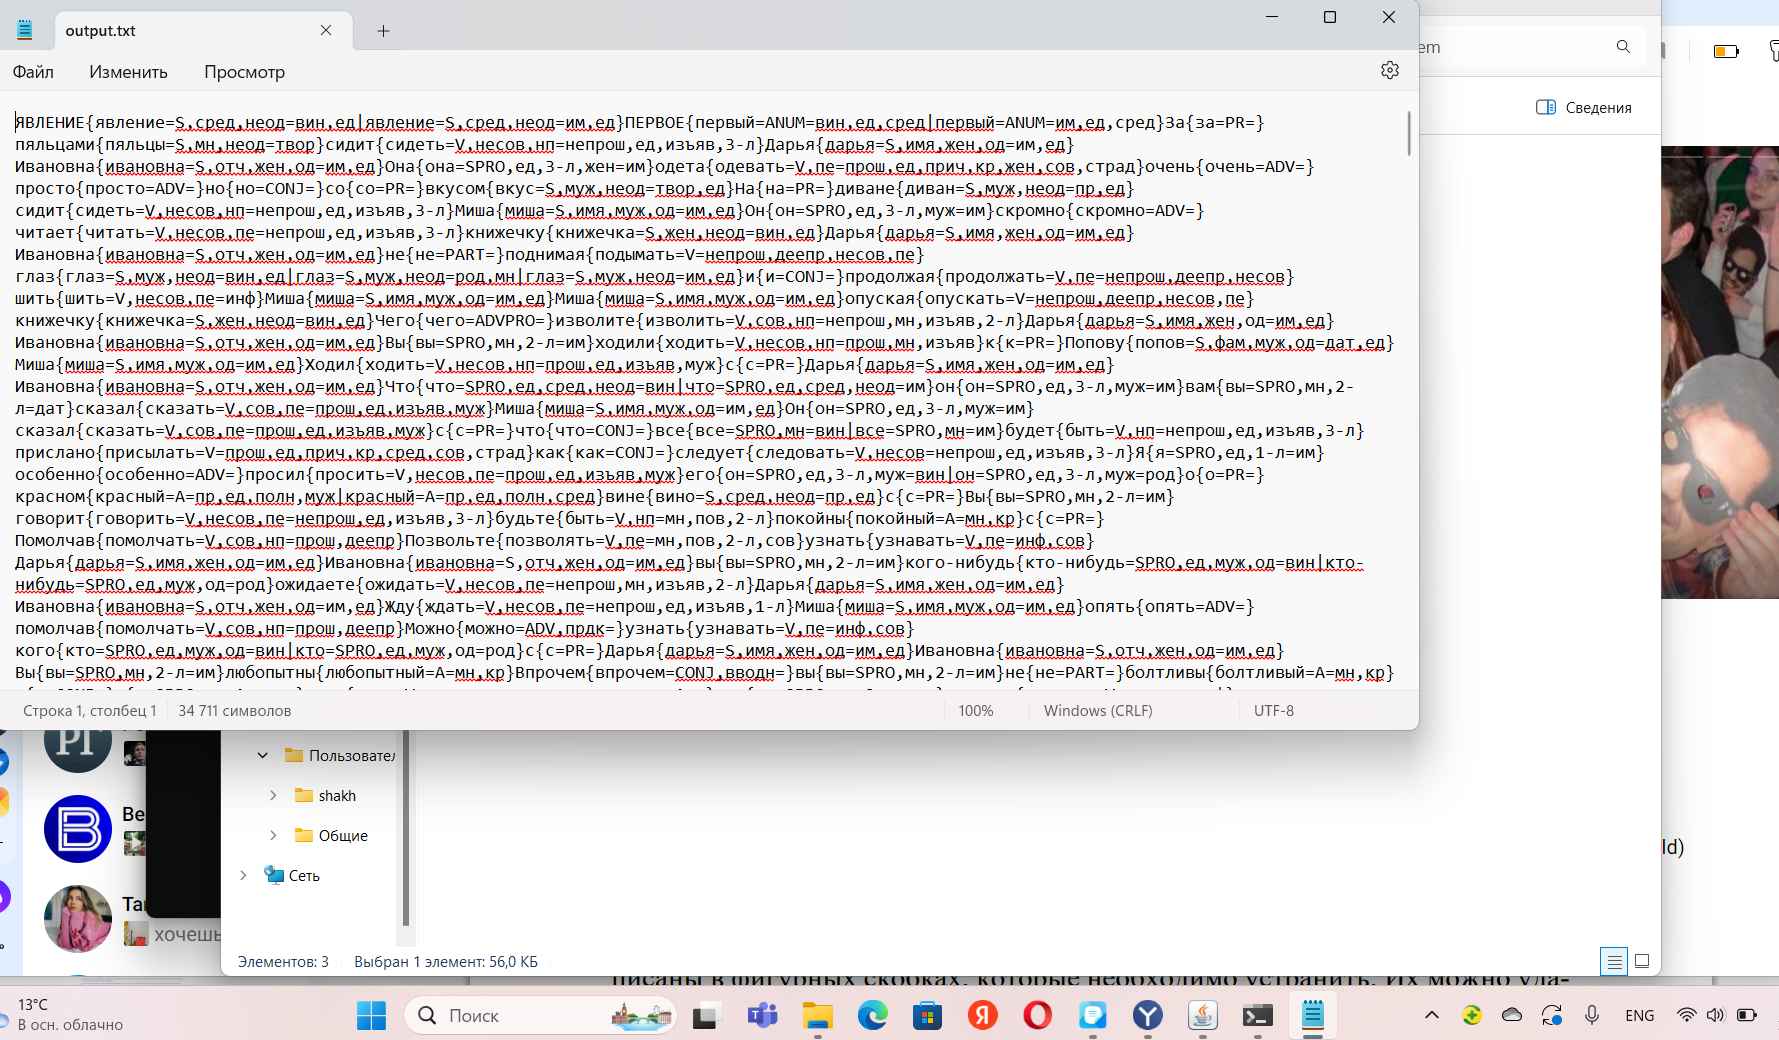 output.txt
Файл Изменить Просмотр
ЯВЛЕНИЕ{явление=S,сред,неод=вин,ед|явление=S,сред,неод=им,ед}ПЕРВОЕ{первый=ANUM=вин,ед,сред|первый=ANUM=им,ед,сред}За{за=PR=}
пяльцами{пяльцы=S,мн,неод=твор}сидит{сидеть=V,несов,нп=непрош,ед,изъяв,3-л}Дарья{дарья=S,имя,жен,од=им,ед}
Ивановна{ивановна=S,отч,жен,од=им,ед}Она{она=SPRO,ед,3-л,жен=им}одета{одевать=V,пе=прош,ед,прич,кр,жен,сов,страд}очень{очень=ADV=}
просто{просто=ADV=}но{но=CONJ=}со{со=PR=}вкусом{вкус=S,муж,неод=твор,ед}На{на=PR=}диване{диван=S,муж,неод=пр,ед}
сидит{сидеть=V,несов,нп=непрош,ед,изъяв,3-л}Миша{миша=S,имя,муж,од=им,ед}Он{он=SPRO,ед,3-л,муж=им}скромно{скромно=ADV=}
читает{читать=V,несов,пе=непрош,ед,изъяв,3-л}книжечку{книжечка=S,жен,неод=вин,ед}Дарья{дарья=S,имя,жен,од=им,ед}
Ивановна{ивановна=S,отч,жен,од=им,ед}не{не=PART=}поднимая{подымать=V=непрош,деепр,несов,пе}
глаз{глаз=S,муж,неод=вин,ед|глаз=S,муж,неод=род,мн|глаз=S,муж,неод=им,ед}и{и=CONJ=}продолжая{продолжать=V,пе=непрош,деепр,несов}
шить{шить=V,несов,пе=инф}Миша{миша=S,имя,муж,од=им,ед}Миша{миша=S,имя,муж,од=им,ед}опуская{опускать=V=непрош,деепр,несов,пе}
книжечку{книжечка=S,жен,неод=вин,ед}Чего{чего=ADVPRO=}изволите{изволить=V,сов,нп=непрош,мн,изъяв,2-л}Дарья{дарья=S,имя,жен,од=им,ед}
Ивановна{ивановна=S,отч,жен,од=им,ед}Вы{вы=SPRO,мн,2-л=им}ходили{ходить=V,несов,нп=прош,мн,изъяв}к{к=PR=}Попову{попов=S,фам,муж,од=дат,ед}
Миша{миша=S,имя,муж,од=им,ед}Ходил{ходить=V,несов,нп=прош,ед,изъяв,муж}с{с=PR=}Дарья{дарья=S,имя,жен,од=им,ед}
Ивановна{ивановна=S,отч,жен,од=им,ед}Что{что=SPRO,ед,сред,неод=вин|что=SPRO,ед,сред,неод=им}он{он=SPRO,ед,3-л,муж=им}вам{вы=SPRO,мн,2-
л=дат}сказал{сказать=V,сов,пе=прош,ед,изъяв,муж}Миша{миша=S,имя,муж,од=им,ед}Он{он=SPRO,ед,3-л,муж=им}
сказал{сказать=V,сов,пе=прош,ед,изъяв,муж}с{с=PR=}что{что=CONJ=}все{все=SPRO,мн=вин|все=SPRO,мн=им}будет{быть=V,нп=непрош,ед,изъяв,3-л}
прислано{присылать=V=прош,ед,прич,кр,сред,сов,страд}как{как=CONJ=}следует{следовать=V,несов=непрош,ед,изъяв,3-л}Я{я=SPRO,ед,1-л=им}
особенно{особенно=ADV=}просил{просить=V,несов,пе=прош,ед,изъяв,муж}его{он=SPRO,ед,3-л,муж=вин|он=SPRO,ед,3-л,муж=род}о{о=PR=}
красном{красный=A=пр,ед,полн,муж|красный=A=пр,ед,полн,сред}вине{вино=S,сред,неод=пр,ед}с{с=PR=}Вы{вы=SPRO,мн,2-л=им}
говорит{говорить=V,несов,пе=непрош,ед,изъяв,3-л}будьте{быть=V,нп=мн,пов,2-л}покойны{покойный=A=мн,кр}с{с=PR=}
Помолчав{помолчать=V,сов,нп=прош,деепр}Позвольте{позволять=V,пе=мн,пов,2-л,сов}узнать{узнавать=V,пе=инф,сов}
Дарья{дарья=S,имя,жен,од=им,ед}Ивановна{ивановна=S,отч,жен,од=им,ед}вы{вы=SPRO,мн,2-л=им}кого-нибудь{кто-нибудь=SPRO,ед,муж,од=вин|кто-
нибудь=SPRO,ед,муж,од=род}ожидаете{ожидать=V,несов,пе=непрош,мн,изъяв,2-л}Дарья{дарья=S,имя,жен,од=им,ед}
Ивановна{ивановна=S,отч,жен,од=им,ед}Жду{ждать=V,несов,пе=непрош,ед,изъяв,1-л}Миша{миша=S,имя,муж,од=им,ед}опять{опять=ADV=}
помолчав{помолчать=V,сов,нп=прош,деепр}Можно{можно=ADV,прдк=}узнать{узнавать=V,пе=инф,сов}
кого{кто=SPRO,ед,муж,од=вин|кто=SPRO,ед,муж,од=род}с{с=PR=}Дарья{дарья=S,имя,жен,од=им,ед}Ивановна{ивановна=S,отч,жен,од=им,ед}
Вы{вы=SPRO,мн,2-л=им}любопытны{любопытный=A=мн,кр}Впрочем{впрочем=CONJ,вводн=}вы{вы=SPRO,мн,2-л=им}не{не=PART=}болтливы{болтливый=A=мн,кр}
Строка 1, столбец 1 34 711 символов 100% Windows (CRLF) UTF-8
Сведения
Пользовател
shakh
Общие
Сеть
Элементов: 3 Выбран 1 элемент: 56,0 КБ
РГ
Ве
Та
хочешь
ld)
писаны в фигурных скобках, которые необходимо устранить. Их можно уда-
13°C
В осн. облачно
Поиск
ENG